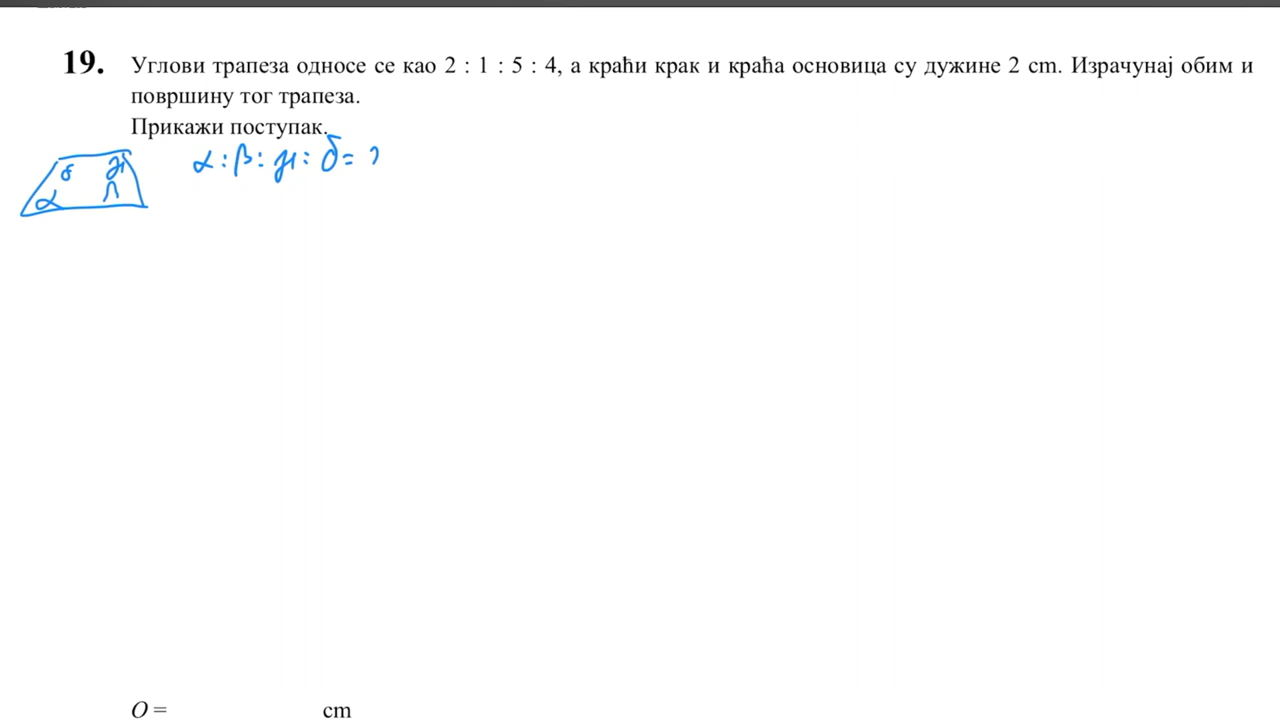 19. Углови трапеза односе се као 2 : 1 : 5 : 4, а краћи крак и краћа основица су дужине 2 cm. Израчунај обим и
површину тог трапеза.
Прикажи поступак.
α : β : γ : δ =
δ γ
α β
O = cm